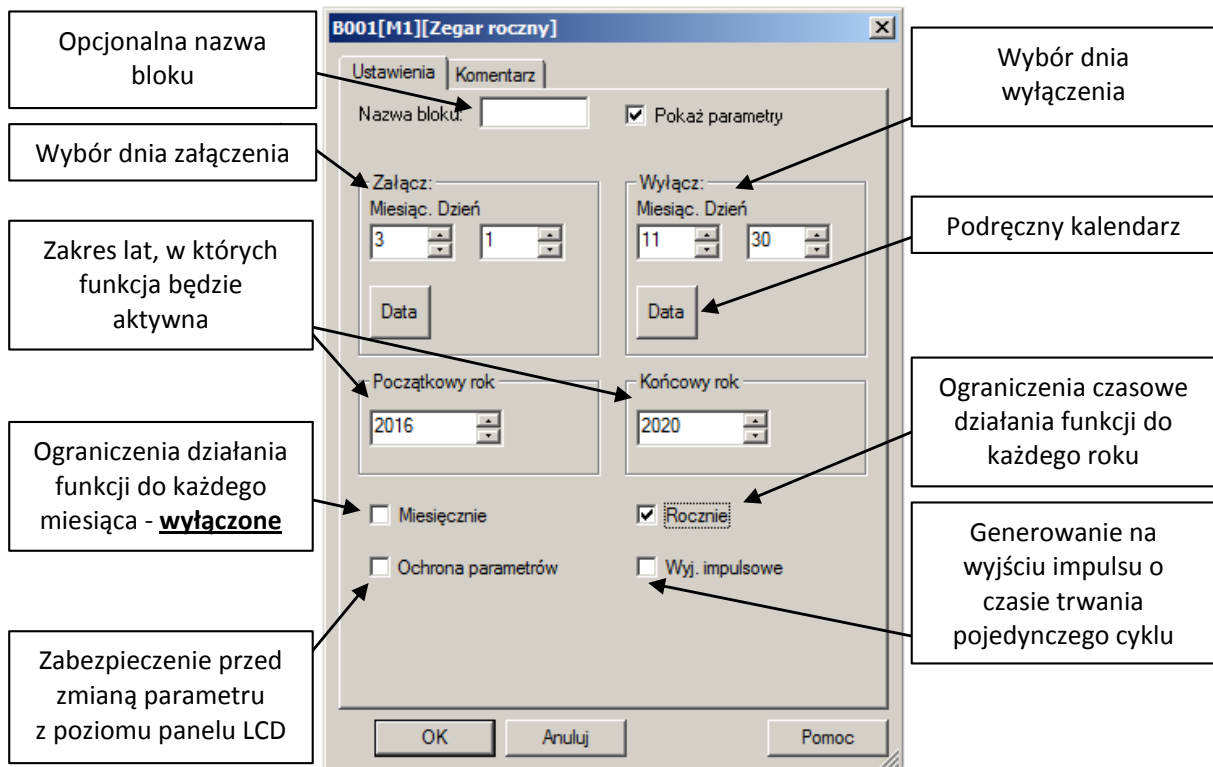 Opcjonalna nazwa
bloku
Wybór dnia załączenia
Zakres lat, w których
funkcja będzie
aktywna
Ograniczenia działania
funkcji do każdego
miesiąca - wyłączone
Zabezpieczenie przed
zmianą parametru
z poziomu panelu LCD
B001[M1][Zegar roczny]
Ustawienia Komentarz
Nazwa bloku: Pokaż parametry
Załącz: Wyłącz:
Miesiąc. Dzień Miesiąc. Dzień
3 1 11 30
Data Data
Początkowy rok Końcowy rok
2016 2020
Miesięcznie Rocznie
Ochrona parametrów Wyj. impulsowe
OK Anuluj Pomoc
Wybór dnia
wyłączenia
Podręczny kalendarz
Ograniczenia czasowe
działania funkcji do
każdego roku
Generowanie na
wyjściu impulsu o
czasie trwania
pojedynczego cyklu